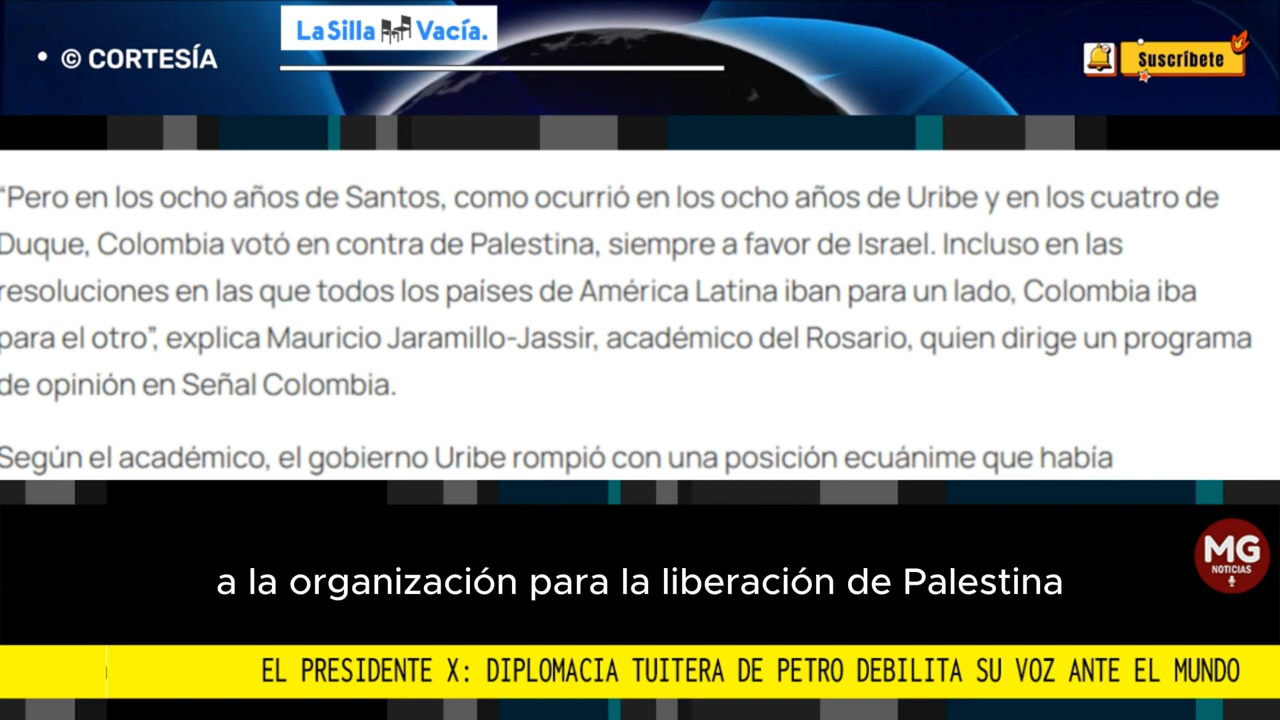 • © CORTESÍA
La Silla Vacía.
Suscríbete
“Pero en los ocho años de Santos, como ocurrió en los ocho años de Uribe y en los cuatro de
Duque, Colombia votó en contra de Palestina, siempre a favor de Israel. Incluso en las
resoluciones en las que todos los países de América Latina iban para un lado, Colombia iba
para el otro”, explica Mauricio Jaramillo-Jassir, académico del Rosario, quien dirige un programa
de opinión en Señal Colombia.
Según el académico, el gobierno Uribe rompió con una posición ecuánime que había
MG
NOTICIAS
a la organización para la liberación de Palestina
EL PRESIDENTE X: DIPLOMACIA TUITERA DE PETRO DEBILITA SU VOZ ANTE EL MUNDO